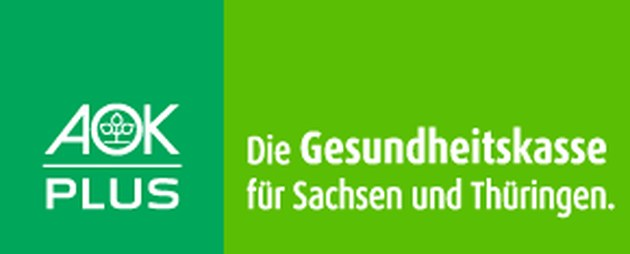 AOK
PLUS
Die Gesundheitskasse
für Sachsen und Thüringen.